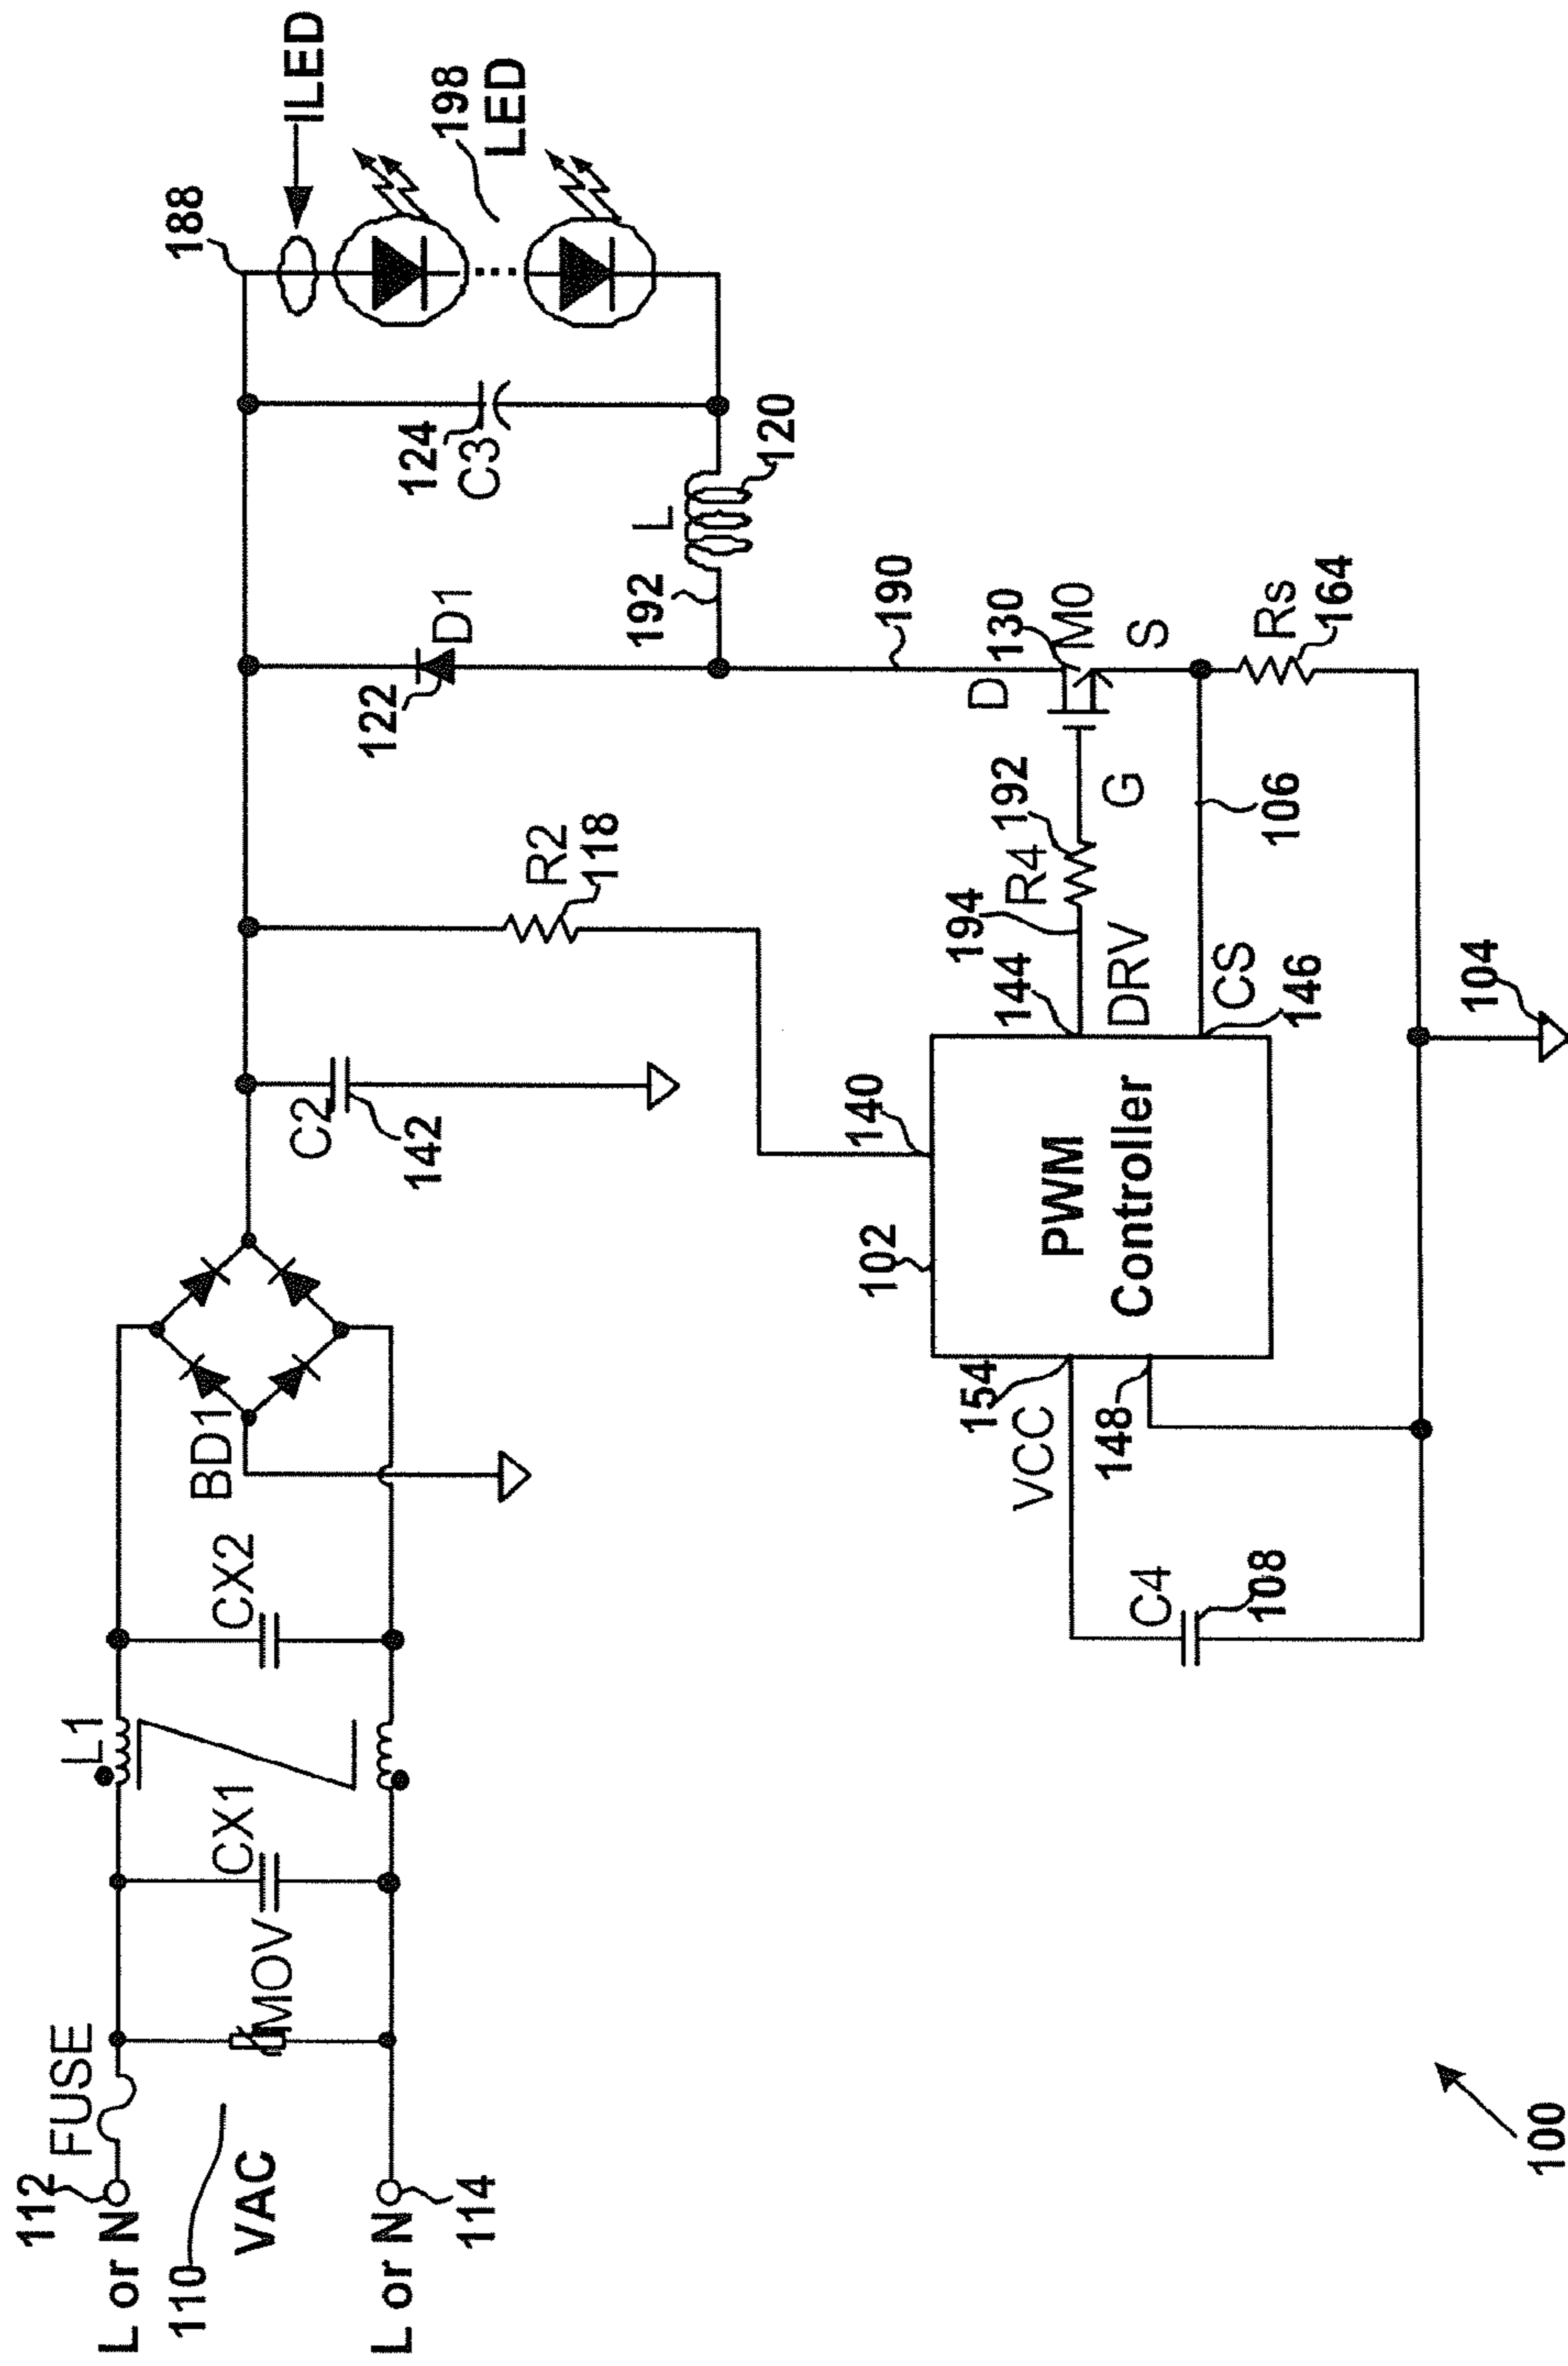 112
L or N
FUSE
110
VAC
MOV
L or N
114
CX1
L1
CX2
BD1
C2
142
R2
118
122
D1
192
L
120
124
C3
188
ILED
198
LED
190
130
M0
D
G
S
Rs
164
106
192
R4
194
144
DRV
CS
146
140
102
PWM
Controller
154
VCC
148
C4
108
104
100